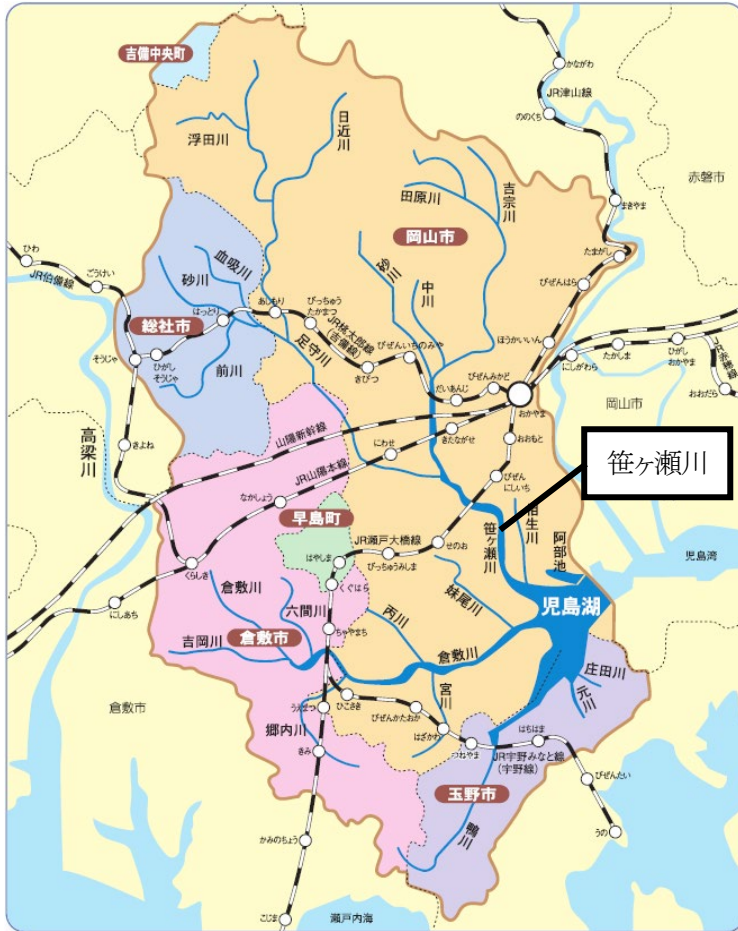 吉備中央町
かながわ
JR津山線
ののくち
赤磐市
まきやま
たまがし
日近川
浮田川
吉宗川
田原川
岡山市
砂川
中川
びぜんはら
ほうかいいん
ひわ
JR伯備線
ごうけい
血吸川
砂川
はっとり
あしもり
びっちゅう
たかまつ
JR桃太郎線
(吉備線)
びぜんいちのみや
総社市
そうじゃ
ひがし
そうじゃ
前川
足守川
きびつ
だいあんじ
びぜんみかど
おかやま
にしがわら
たかしま
ひがし
おかやま
JR赤穂線
おおだら
岡山市
高梁川
きよね
山陽新幹線
にわせ
きたながせ
おおもと
JR山陽本線
なかしょう
びぜん
にしいち
笹ヶ瀬川
早島町
JR瀬戸大橋線
はやしま
びっちゅうみしま
せのお
笹ヶ瀬川
相生川
阿部池
児島湾
くらしき
にしあち
倉敷川
くぐはら
六間川
妹尾川
児島湖
吉岡川
倉敷市
ちゃやまち
丙川
倉敷川
庄田川
元川
倉敷市
うえまつ
ひこさき
びぜんかたおか
宮川
はざかわ
郷内川
きみ
つねやま
はちはま
JR宇野みなと線
(宇野線)
びぜんたい
玉野市
うの
かみのちょう
鴨川
こじま
瀬戸内海